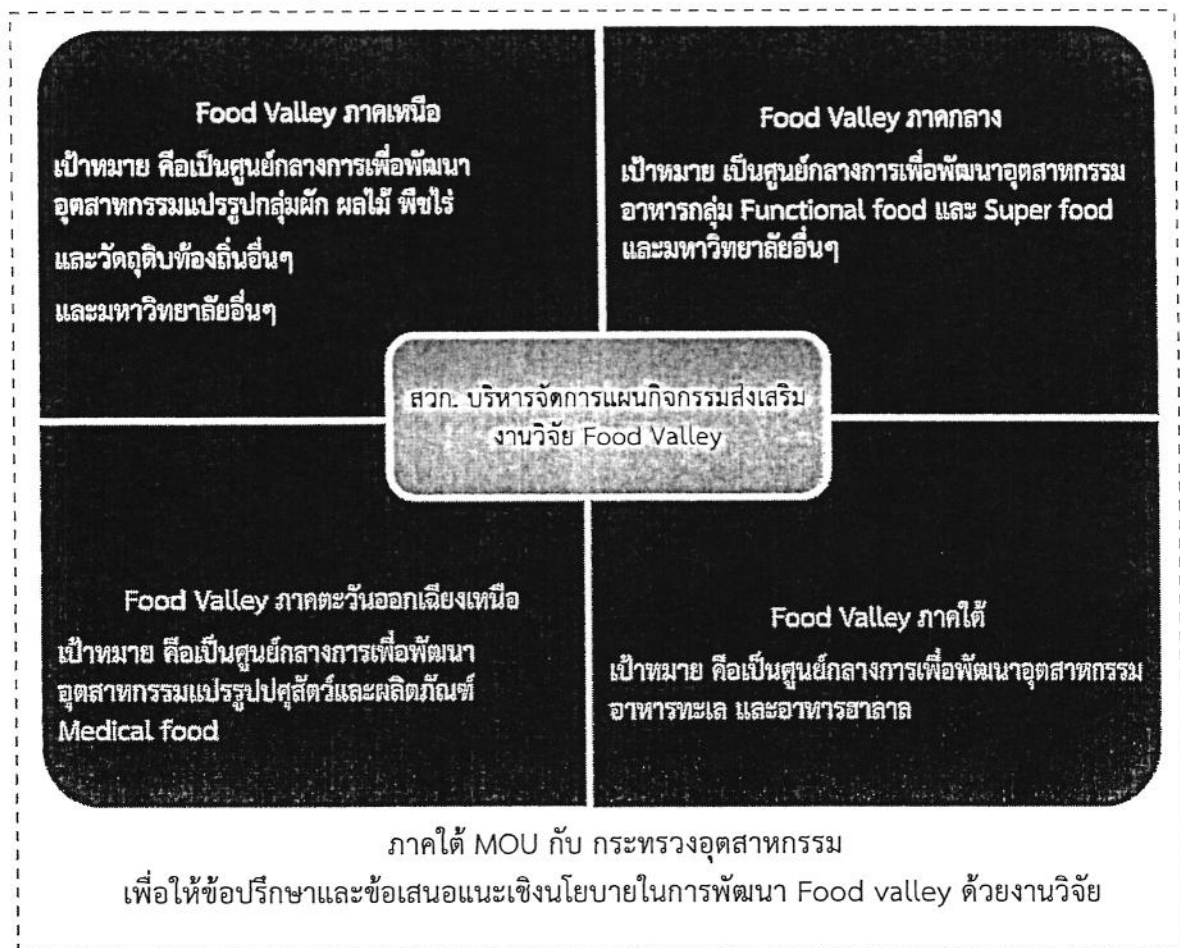 Food Valley ภาคเหนือ
เป้าหมาย คือเป็นศูนย์กลางการเพื่อพัฒนา
อุตสาหกรรมแปรรูปกลุ่มผัก ผลไม้ พืชไร่
และวัตถุดิบท้องถิ่นอื่นๆ
และมหาวิทยาลัยอื่นๆ
Food Valley ภาคกลาง
เป้าหมาย เป็นศูนย์กลางการเพื่อพัฒนาอุตสาหกรรม
อาหารกลุ่ม Functional food และ Super food
และมหาวิทยาลัยอื่นๆ
สวก. บริหารจัดการแผนกิจกรรมส่งเสริม
งานวิจัย Food Valley
Food Valley ภาคตะวันออกเฉียงเหนือ
เป้าหมาย คือเป็นศูนย์กลางการเพื่อพัฒนา
อุตสาหกรรมแปรรูปปศุสัตว์และผลิตภัณฑ์
Medical food
Food Valley ภาคใต้
เป้าหมาย คือเป็นศูนย์กลางการเพื่อพัฒนาอุตสาหกรรม
อาหารทะเล และอาหารฮาลาล
ภาคใต้ MOU กับ กระทรวงอุตสาหกรรม
เพื่อให้ข้อปรึกษาและข้อเสนอแนะเชิงนโยบายในการพัฒนา Food valley ด้วยงานวิจัย